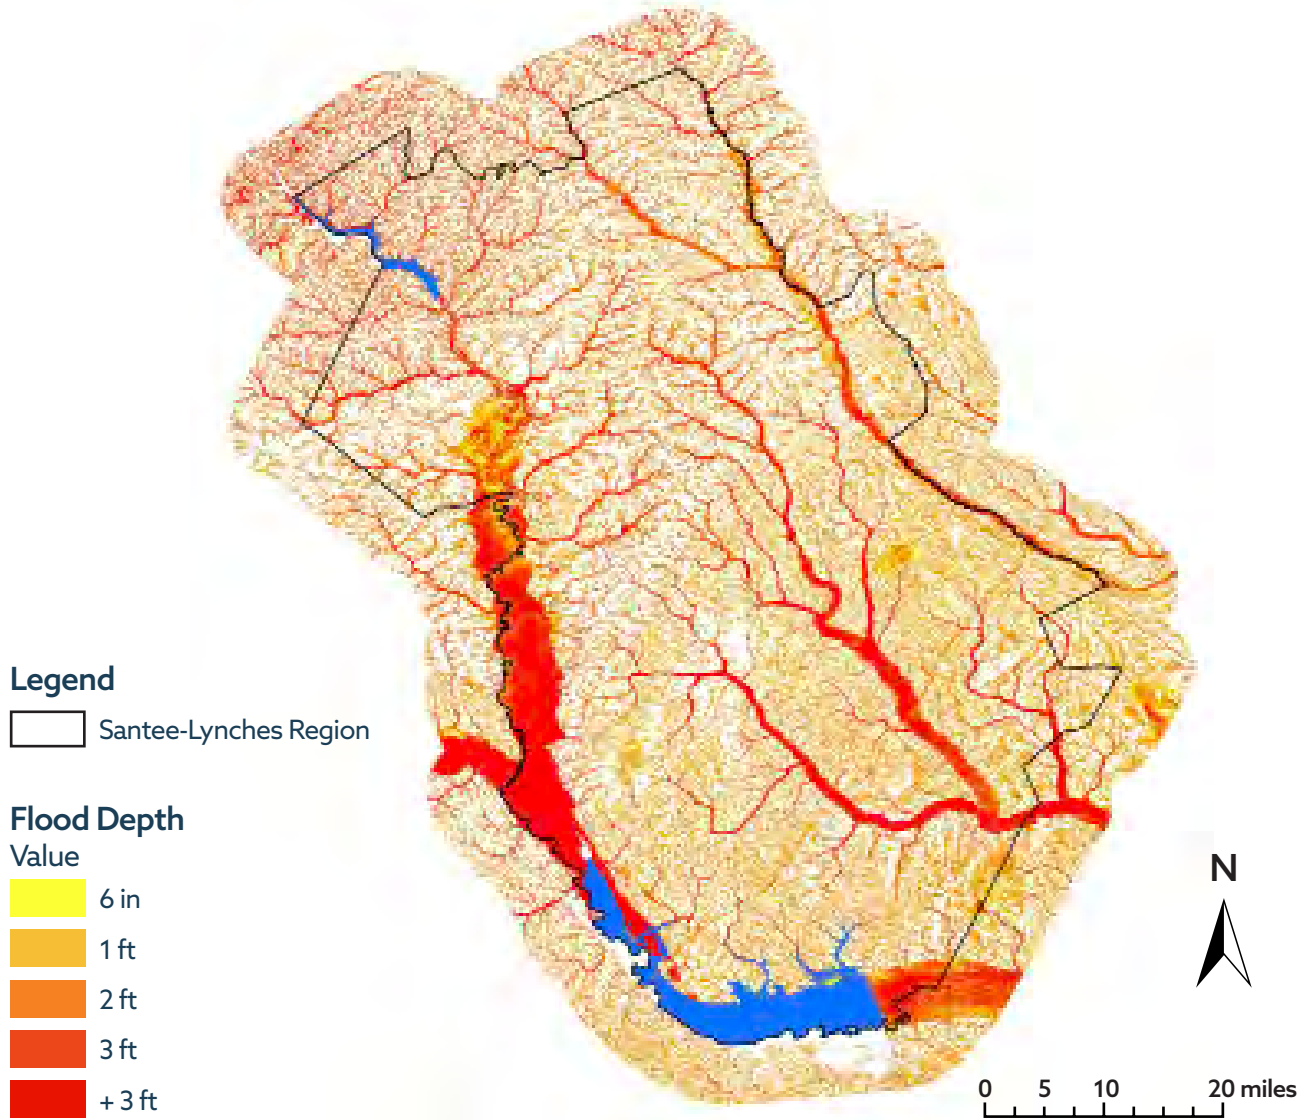 Legend
Santee-Lynches Region
Flood Depth
Value
6 in
1 ft
2 ft
3 ft
+ 3 ft
N
0 5 10 20 miles